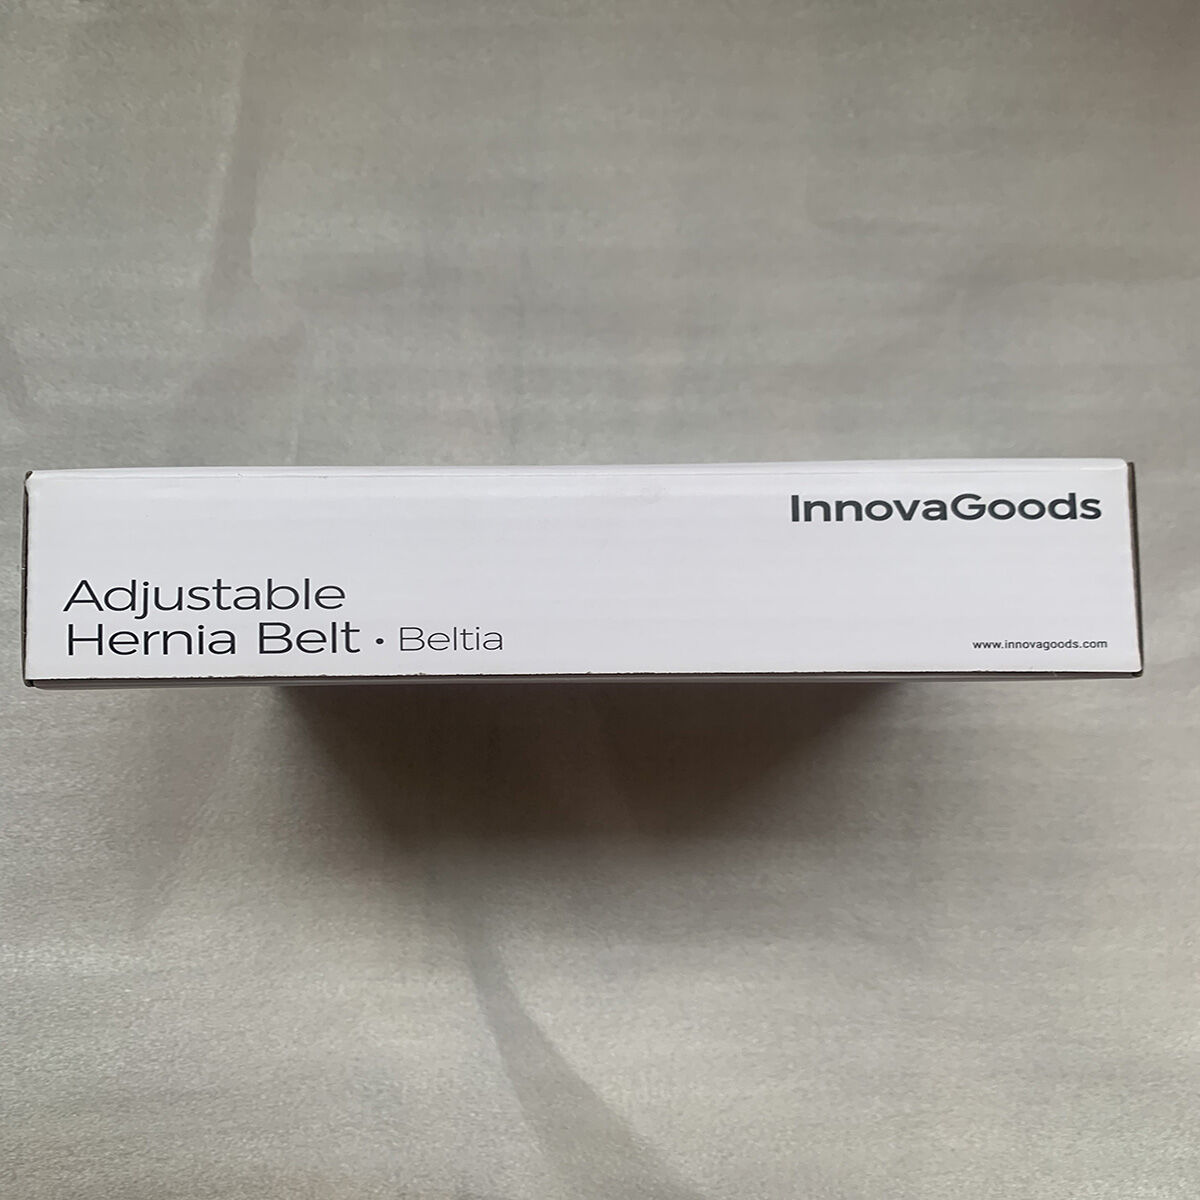 InnovaGoods
Adjustable
Hernia Belt • Beltia
www.innovagoods.com